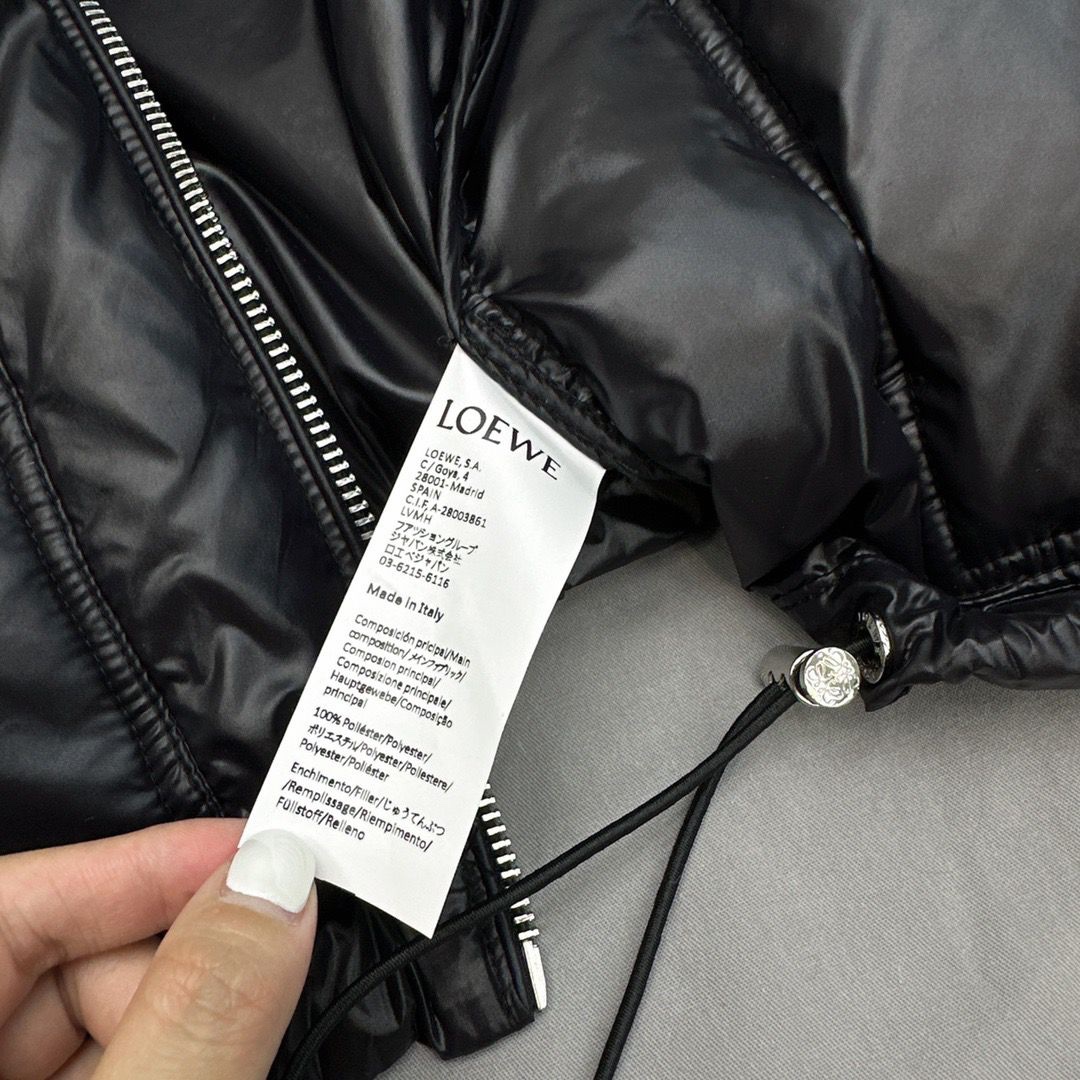 LOEWE
LOEWE, S.A.
C/Goya, 4
28001-Madrid
SPAIN
C.I.F. A-28003861
LVMH
ファッショングループ
ジャパン株式会社
ロエベジャパン
03-6215-6116
Made in Italy
Composición pricipal/Main
composition/メインファブリック/
Composion principal/
Composizione principale/
Hauptgewebe/Composição
principal
100% Poliéster/Polyester/
ポリエステル/Polyester/Poliestere/
Polyester/Poliéster
Enchimento/Filler/じゅうてんぶつ
/Remplissage/Riempimento/
Füllstoff/Relleno